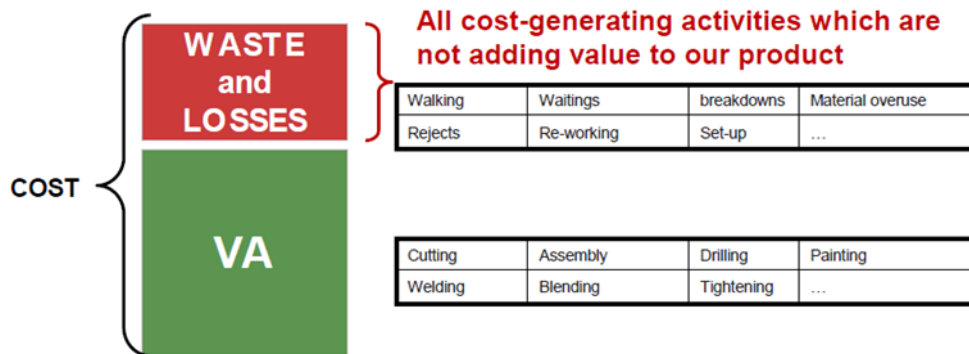 All cost-generating activities which are
not adding value to our product
WASTE
and
LOSSES
Walking Waitings breakdowns Material overuse
Rejects Re-working Set-up ...
COST
VA
Cutting Assembly Drilling Painting
Welding Blending Tightening ...